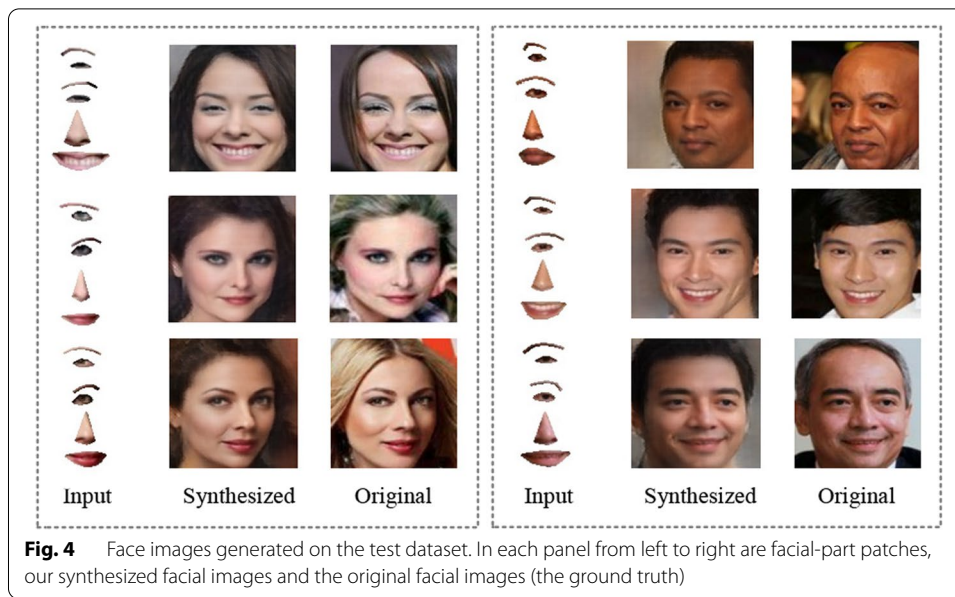 Input Synthesized Original
Input Synthesized Original
Fig. 4 Face images generated on the test dataset. In each panel from left to right are facial-part patches,
our synthesized facial images and the original facial images (the ground truth)